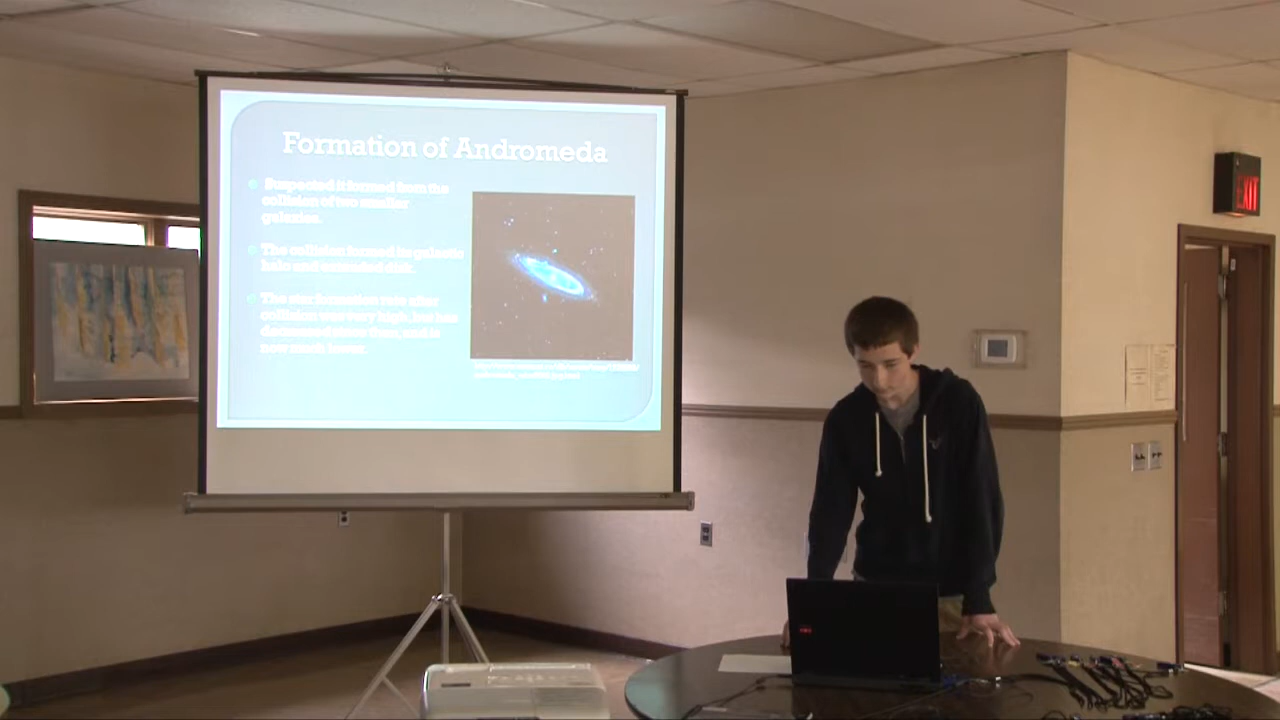 Formation of Andromeda
Suspected it formed from the
collision of two smaller
galaxies.
The collision formed its galactic
halo and extended disk.
The star formation rate after
collision was very high, but has
decreased since then, and is
now much lower.